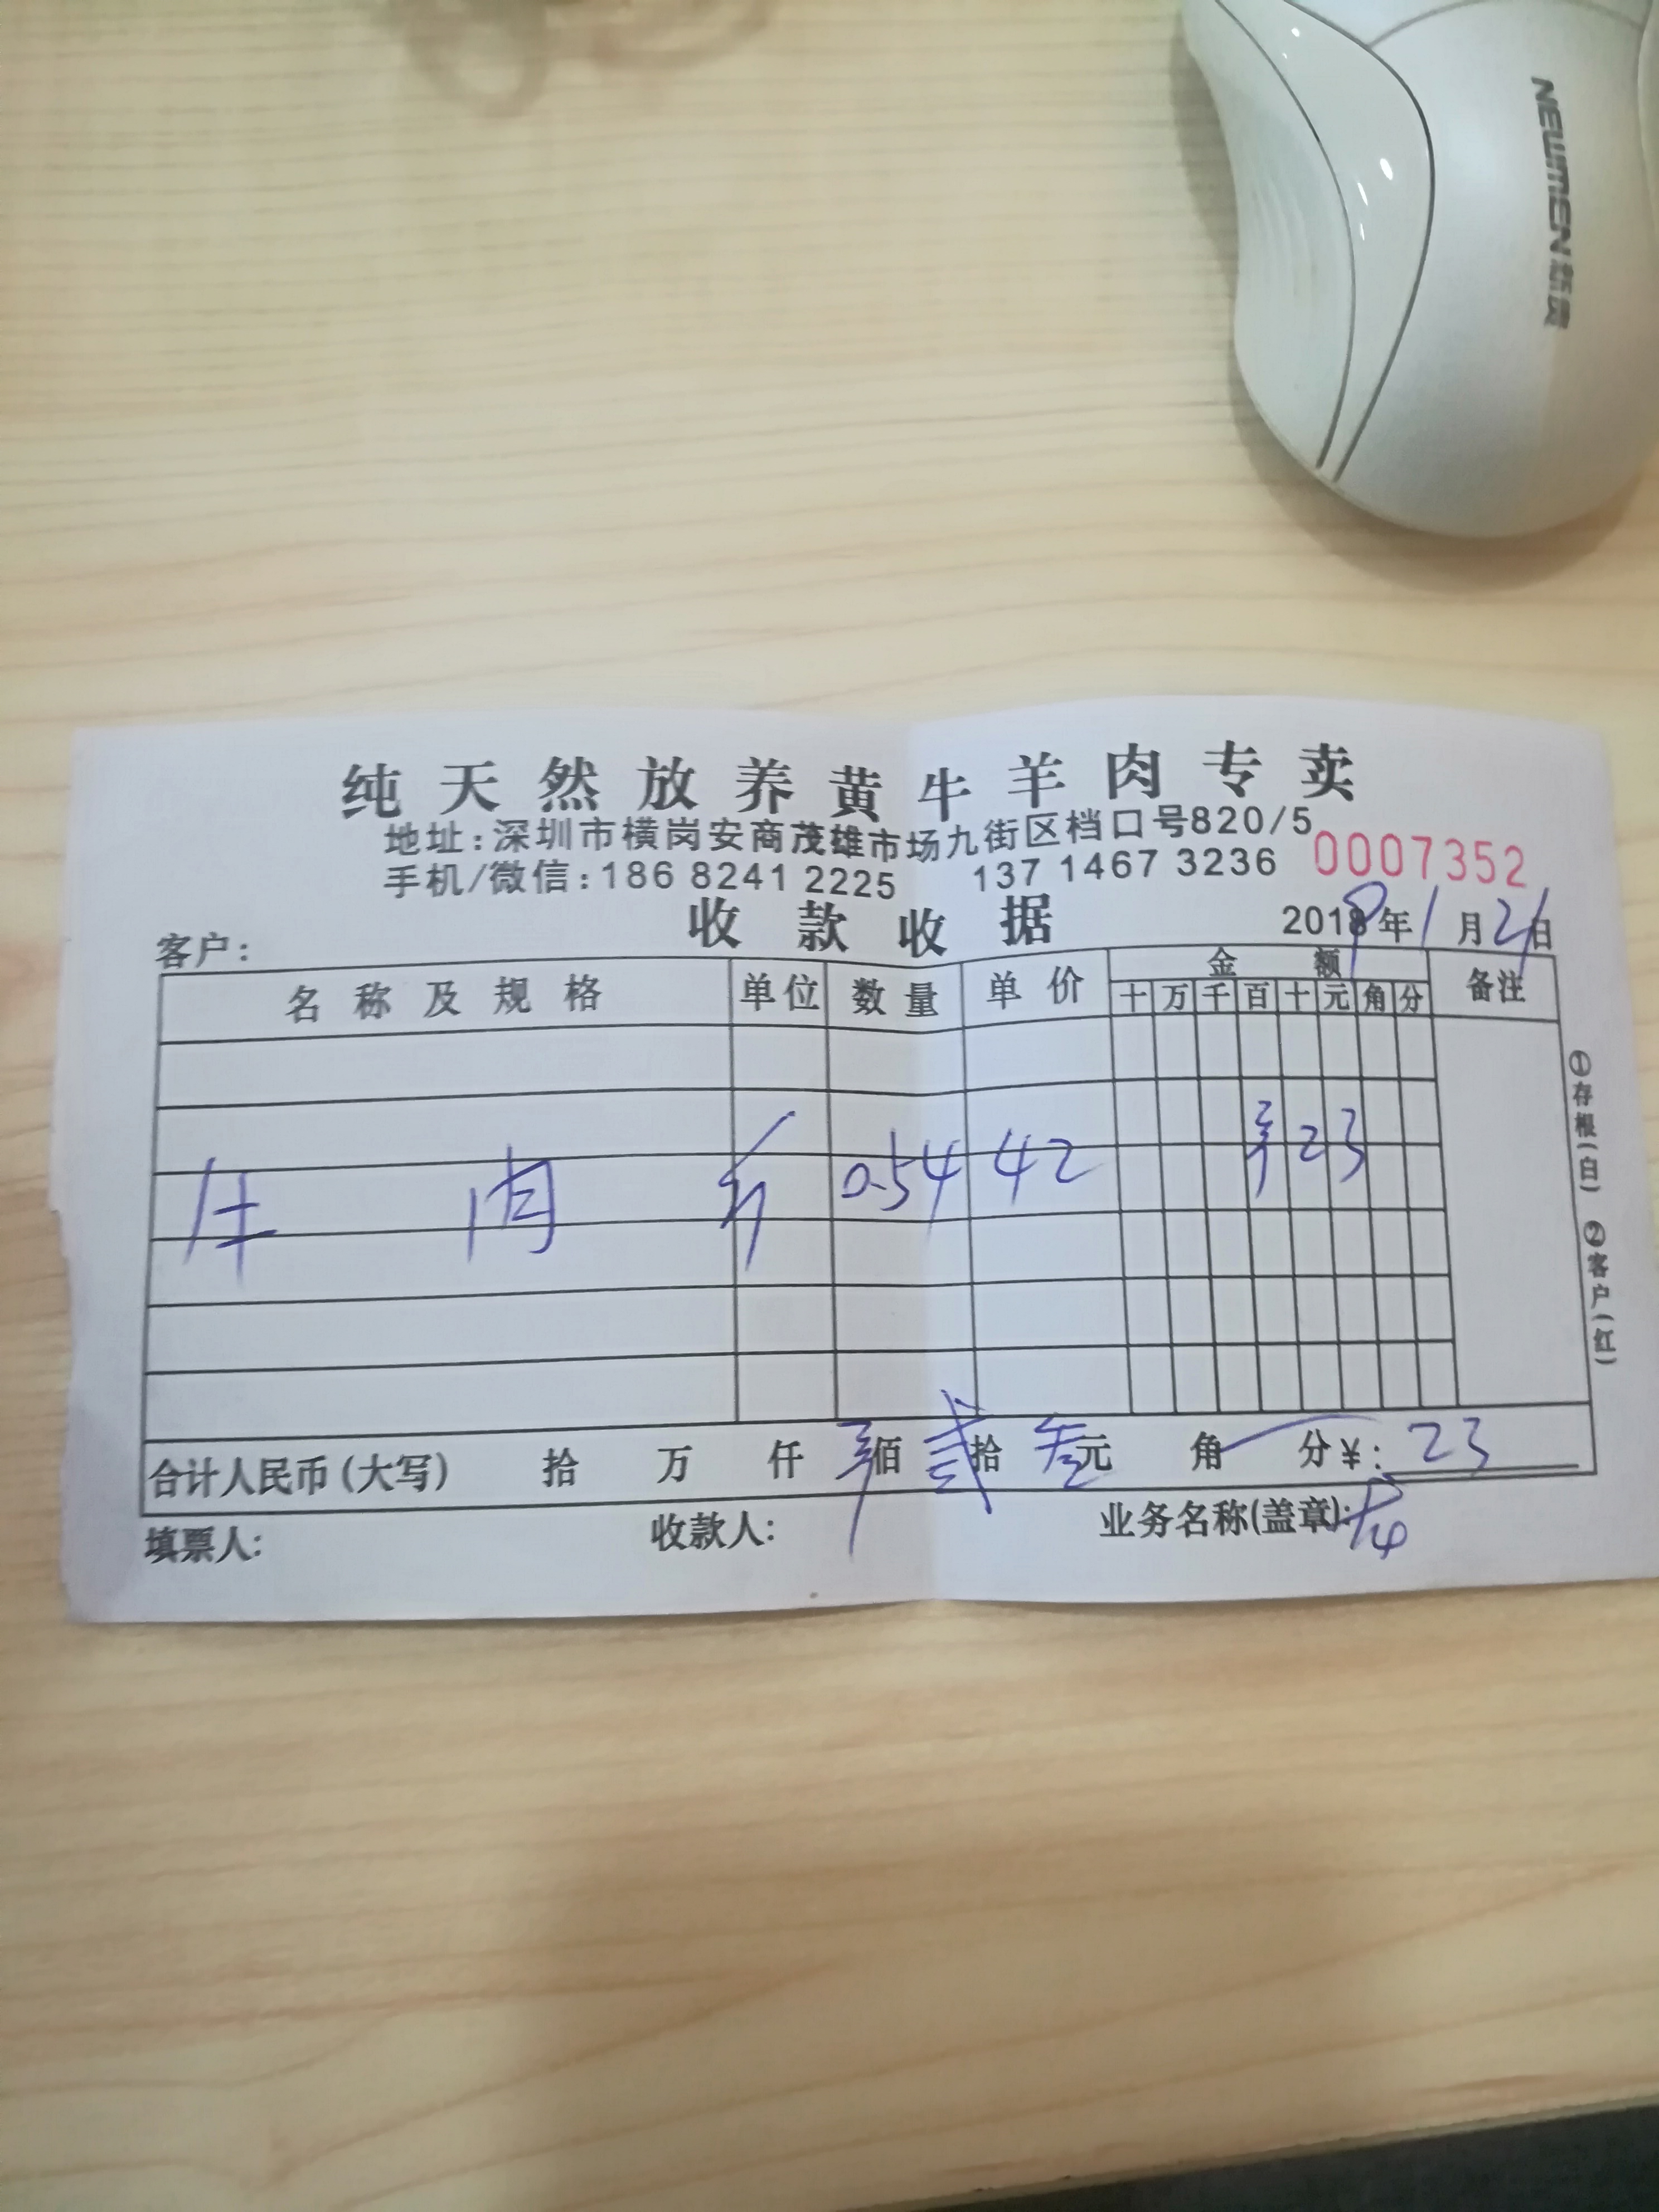 NEWMEN 新贵
纯天然放养黄牛羊肉专卖
地址:深圳市横岗安商茂雄市场九街区档口号820/5
手机/微信:186 8241 2225 137 1467 3236 0007352
收款收据
客户: 2018年1月21日
名称及规格 单位 数量 单价 金额 备注
十 万 千 百 十 元 角 分
牛肉 斤 0.54 42 ¥ 2 3
合计人民币(大写) 拾 万 仟 ¥佰 贰拾 叁元 角 分¥: 23
填票人: 收款人: 业务名称(盖章):
①存根(白) ②客户(红)